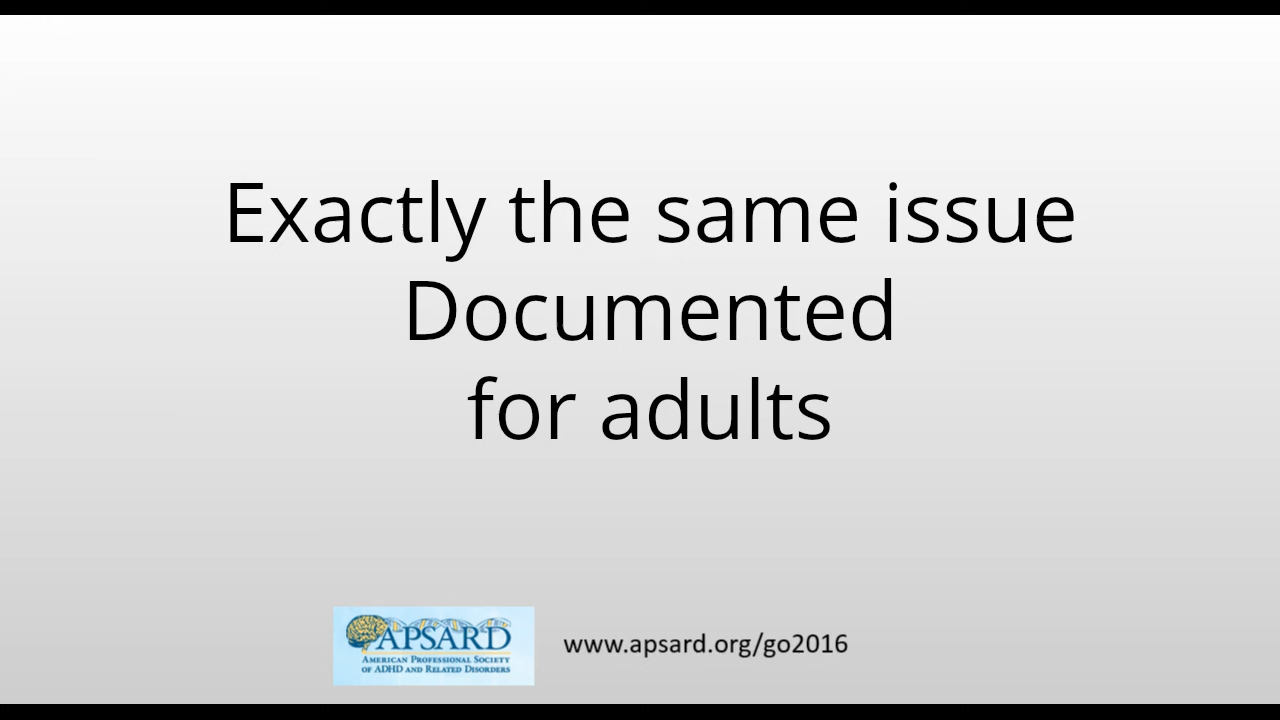 Exactly the same issue
Documented
for adults
APSARD
AMERICAN PROFESSIONAL SOCIETY
OF ADHD AND RELATED DISORDERS
www.apsard.org/go2016